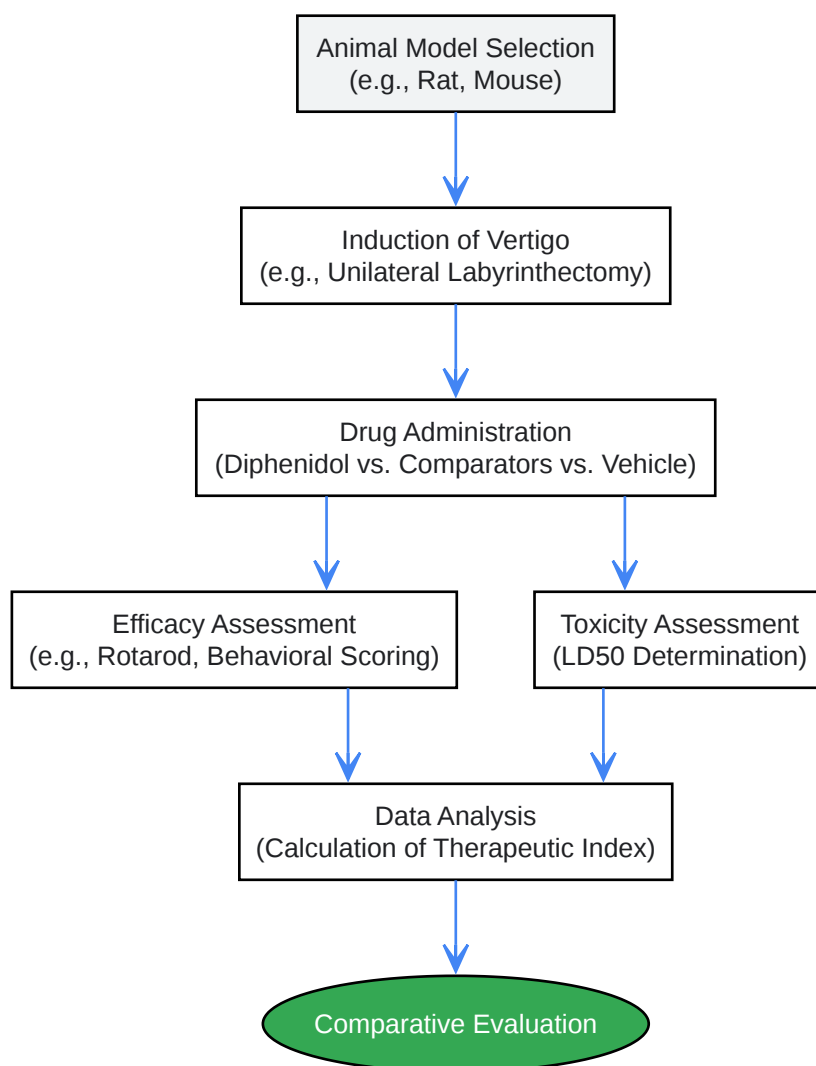 Animal Model Selection
(e.g., Rat, Mouse)
Induction of Vertigo
(e.g., Unilateral Labyrinthectomy)
Drug Administration
(Diphenidol vs. Comparators vs. Vehicle)
Efficacy Assessment
(e.g., Rotarod, Behavioral Scoring)
Toxicity Assessment
(LD50 Determination)
Data Analysis
(Calculation of Therapeutic Index)
Comparative Evaluation